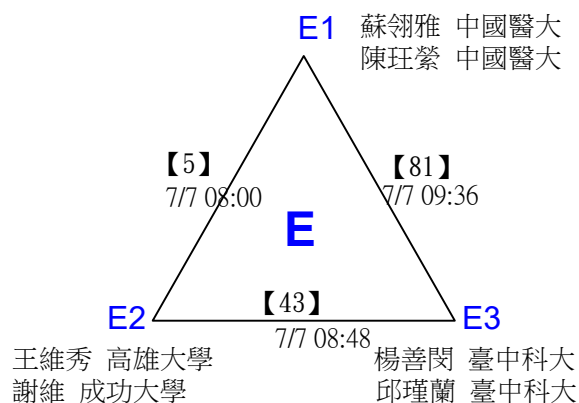 E1
蘇翎雅 中國醫大
陳玨縈 中國醫大
【5】
7/7 08:00
【81】
7/7 09:36
E
【43】
7/7 08:48
E2
E3
王維秀 高雄大學
謝維 成功大學
楊善閔 臺中科大
邱瑾蘭 臺中科大